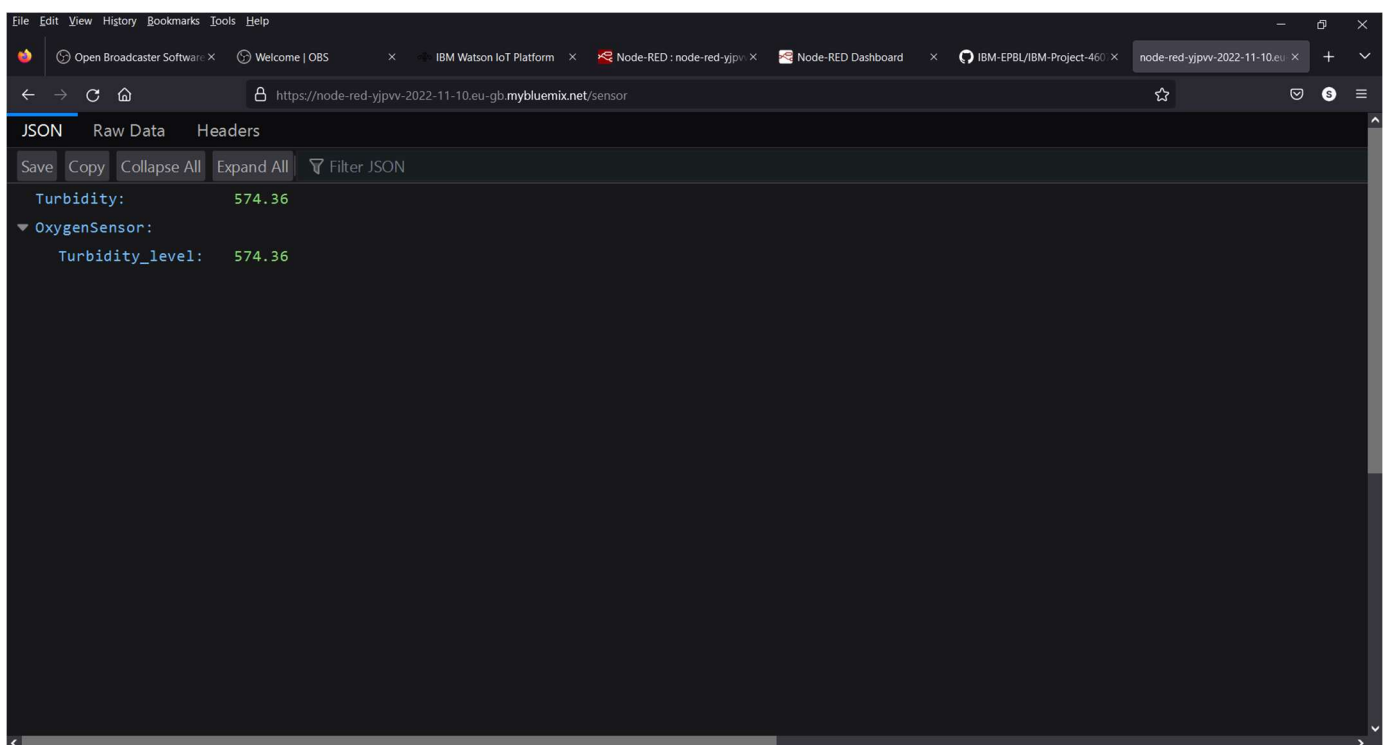 File Edit View History Bookmarks Tools Help
Open Broadcaster Software Welcome | OBS IBM Watson IoT Platform Node-RED : node-red-yjpvv Node-RED Dashboard IBM-EPBL/IBM-Project-460 node-red-yjpvv-2022-11-10.eu
https://node-red-yjpvv-2022-11-10.eu-gb.mybluemix.net/sensor S
JSON Raw Data Headers
Save Copy Collapse All Expand All Filter JSON
Turbidity: 574.36
OxygenSensor:
Turbidity_level: 574.36